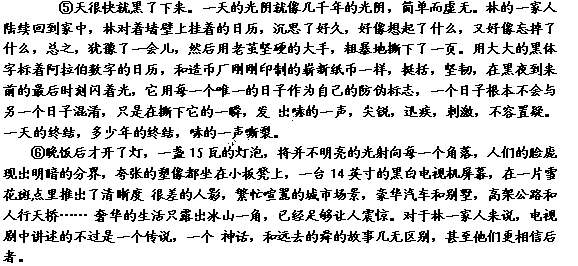 ⑤天很快就黑了下来。一天的光阴就像几千年的光阴，简单而虚无。林的一家人
陆续回到家中，林对着墙壁上挂着的日历，沉思了好久，好像想起了什么，又好像忘掉了
什么，总之，犹豫了一会儿，然后用老茧坚硬的大手，粗暴地撕下了一页。用大大的黑体
字标着阿拉伯数字的日历，和造币厂刚刚印制的崭新纸币一样，挺括，坚韧，在黑夜到来
前的最后时刻闪着光，它用每一个唯一的日子作为自己的防伪标志，一个日子根本不会与
另一个日子混淆，只是在撕下它的一瞬，发 出哧的一声，尖锐，迅疾，刺激，不容置疑。
一天的终结，多少年的终结，哧的一声嘶裂。
⑥晚饭后才开了灯，一盏 15 瓦的灯泡，将并不明亮的光射向每一个角落，人们的脸庞
现出明暗的分界，夸张的塑像都坐在小板凳上，一台 14 英寸的黑白电视机屏幕，在一片雪
花斑点里推出了清晰度 很差的人影，繁忙喧嚣的城市场景，豪华汽车和别墅，高架公路和
人行天桥…… 奢华的生活只露出冰山一角，已经足够让人震惊。对于林一家人来说，电视
剧中讲述的不过是一个传说，一个 神话，和远去的舜的故事几无区别，甚至他们更相信后
者。